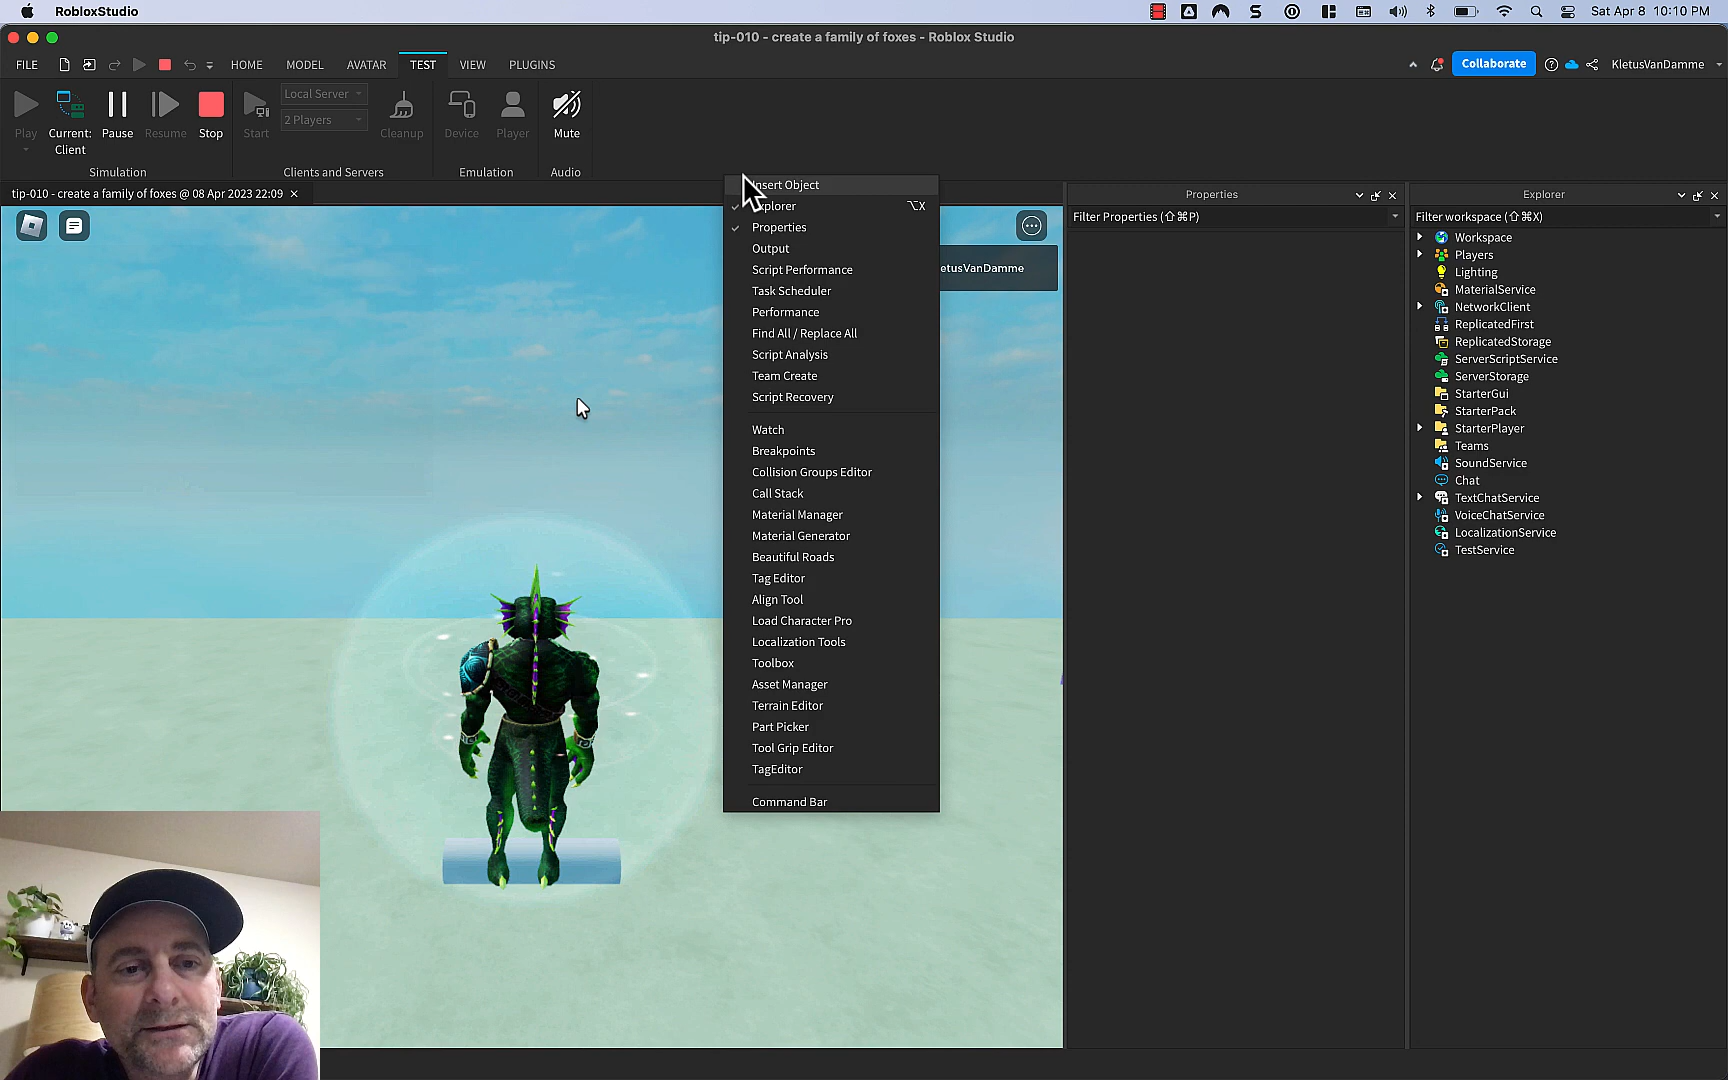 RobloxStudio
Sat Apr 8 10:10 PM
tip-010 - create a family of foxes - Roblox Studio
FILE HOME MODEL AVATAR TEST VIEW PLUGINS
Collaborate
KletusVanDamme
Play
Current:
Client
Pause
Resume
Stop
Simulation
Start
Local Server
2 Players
Cleanup
Clients and Servers
Device
Player
Emulation
Mute
Audio
tip-010 - create a family of foxes @ 08 Apr 2023 22:09
Insert Object
Explorer ⌥X
Properties
Output
Script Performance
Task Scheduler
Performance
Find All / Replace All
Script Analysis
Team Create
Script Recovery
Watch
Breakpoints
Collision Groups Editor
Call Stack
Material Manager
Material Generator
Beautiful Roads
Tag Editor
Align Tool
Load Character Pro
Localization Tools
Toolbox
Asset Manager
Terrain Editor
Part Picker
Tool Grip Editor
TagEditor
Command Bar
etusVanDamme
Properties
Filter Properties (⇧⌘P)
Explorer
Filter workspace (⇧⌘X)
Workspace
Players
Lighting
MaterialService
NetworkClient
ReplicatedFirst
ReplicatedStorage
ServerScriptService
ServerStorage
StarterGui
StarterPack
StarterPlayer
Teams
SoundService
Chat
TextChatService
VoiceChatService
LocalizationService
TestService